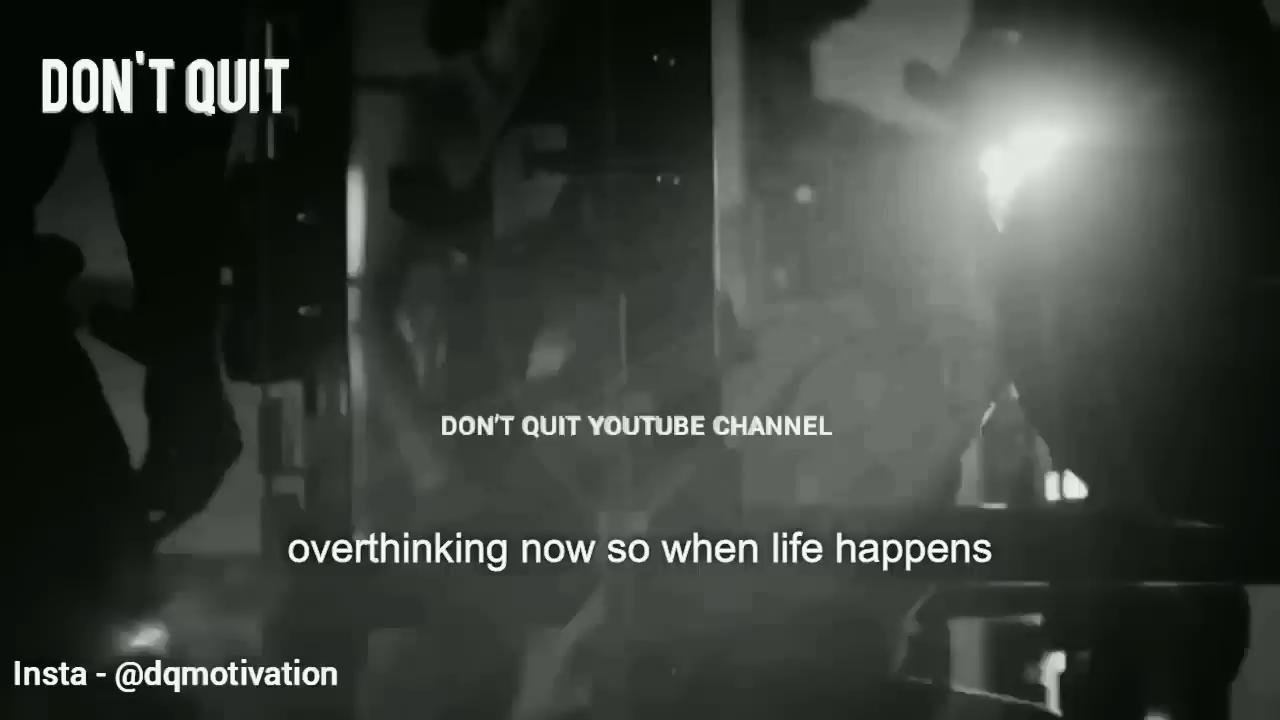 DON'T QUIT
DON'T QUIT YOUTUBE CHANNEL
overthinking now so when life happens
Insta - @dqmotivation